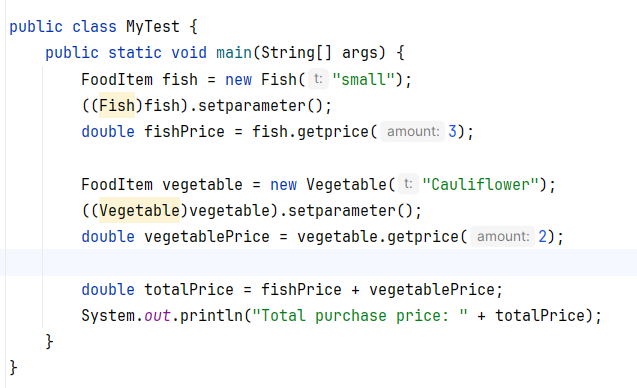 public class MyTest {
public static void main(String[] args) {
FoodItem fish = new Fish( t: "small");
((Fish)fish).setparameter();
double fishPrice = fish.getprice( amount: 3);
FoodItem vegetable = new Vegetable( t: "Cauliflower");
((Vegetable)vegetable).setparameter();
double vegetablePrice = vegetable.getprice( amount: 2);
double totalPrice = fishPrice + vegetablePrice;
System.out.println("Total purchase price: " + totalPrice);
}
}